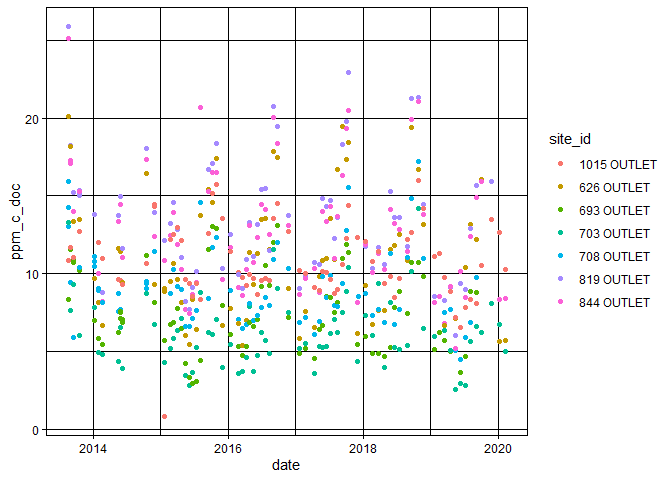 ppm_c_doc
20
10
0
2014
2016
2018
2020
date
site_id
1015 OUTLET
626 OUTLET
693 OUTLET
703 OUTLET
708 OUTLET
819 OUTLET
844 OUTLET